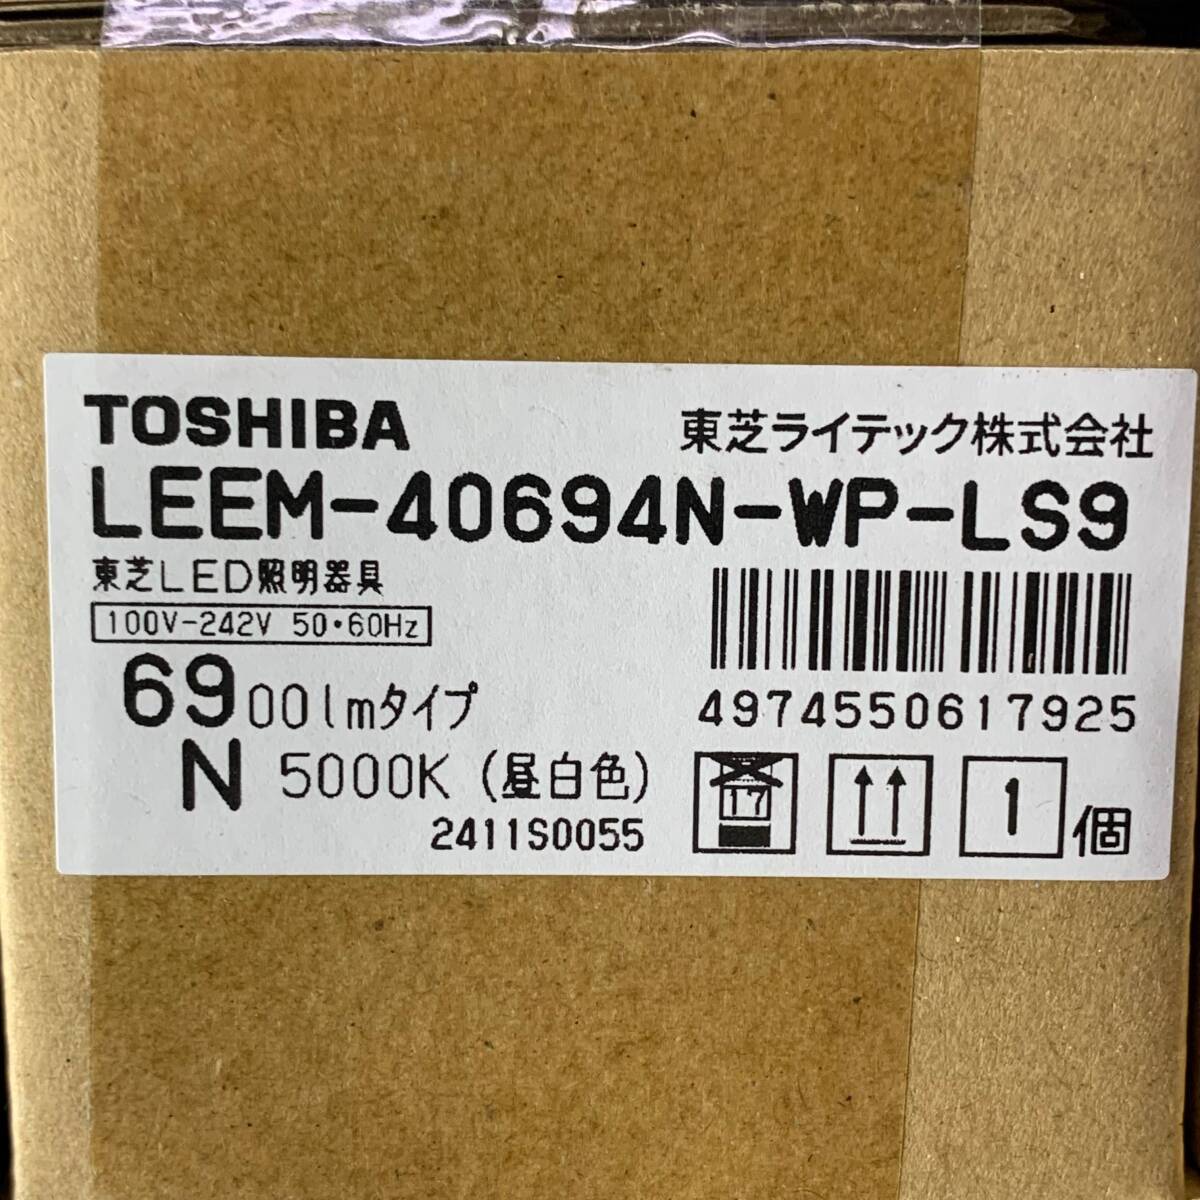 TOSHIBA 東芝ライテック株式会社
LEEM-40694N-WP-LS9
東芝LED照明器具
100V-242V 50・60Hz
6900lmタイプ
4974550617925
N 5000K (昼白色)
17
1個
2411S0055